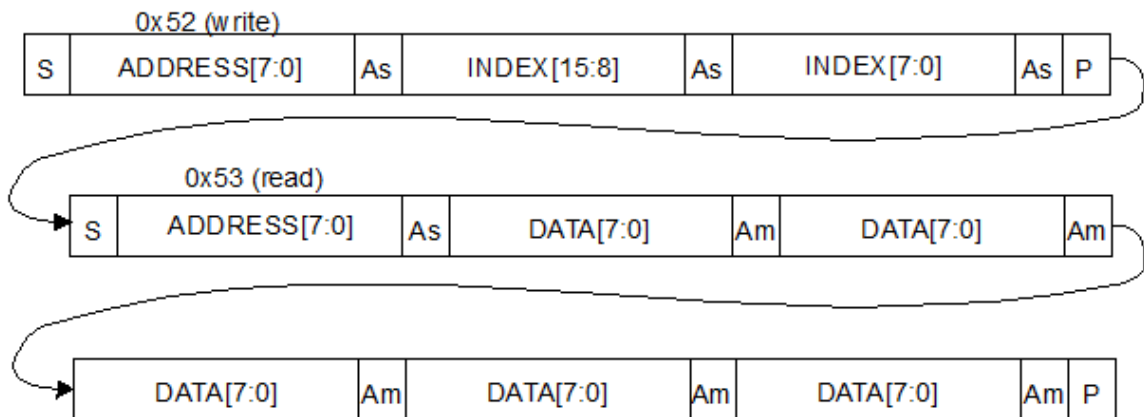 0x52 (write)
S ADDRESS[7:0] As INDEX[15:8] As INDEX[7:0] As P
0x53 (read)
S ADDRESS[7:0] As DATA[7:0] Am DATA[7:0] Am
DATA[7:0] Am DATA[7:0] Am DATA[7:0] Am P